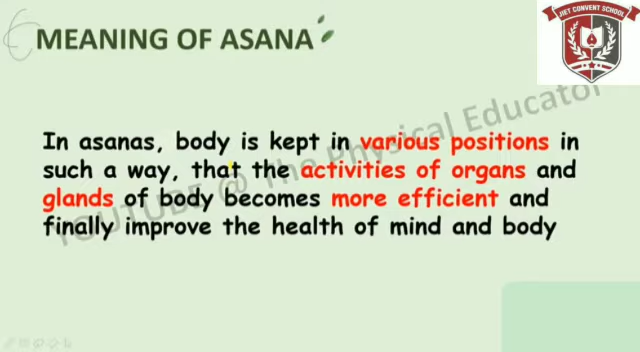 JIET CONVENT SCHOOL
MEANING OF ASANA
In asanas, body is kept in various positions in
such a way, that the activities of organs and
glands of body becomes more efficient and
finally improve the health of mind and body
YOUTUBE @ The Physical Educator